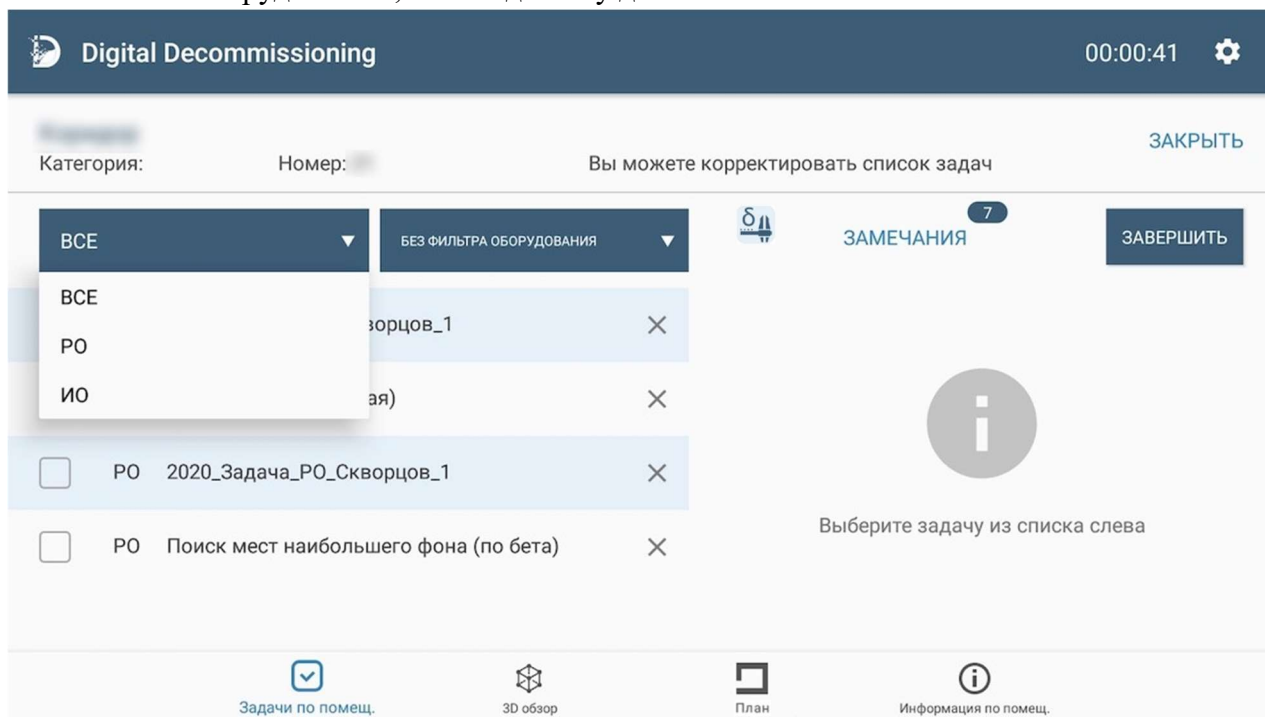 Digital Decommissioning 00:00:41
ЗАКРЫТЬ
Категория: Номер: Вы можете корректировать список задач
ВСЕ БЕЗ ФИЛЬТРА ОБОРУДОВАНИЯ δ ЗАМЕЧАНИЯ 7 ЗАВЕРШИТЬ
ВСЕ
РО
ИО
ворцов_1
ая)
РО 2020_Задача_РО_Скворцов_1
РО Поиск мест наибольшего фона (по бета)
Выберите задачу из списка слева
Задачи по помещ. 3D обзор План Информация по помещ.